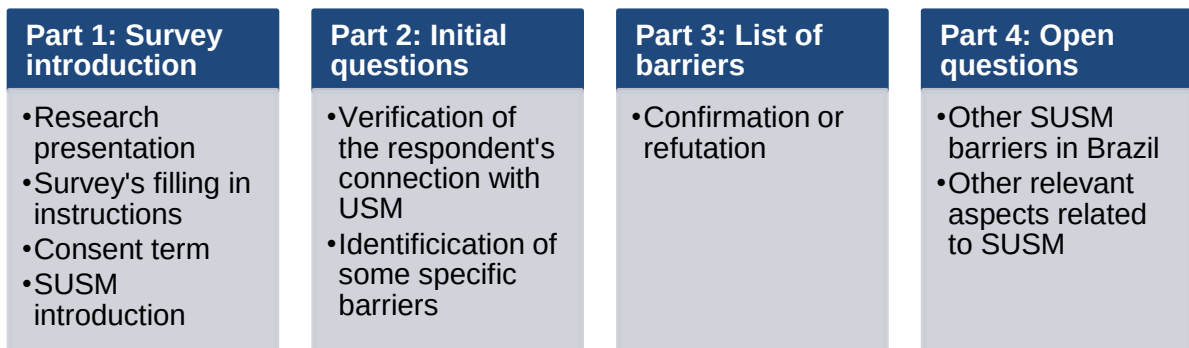 Part 1: Survey
introduction
•Research
presentation
•Survey's filling in
instructions
•Consent term
•SUSM
introduction
Part 2: Initial
questions
•Verification of
the respondent's
connection with
USM
•Identificication of
some specific
barriers
Part 3: List of
barriers
•Confirmation or
refutation
Part 4: Open
questions
•Other SUSM
barriers in Brazil
•Other relevant
aspects related
to SUSM